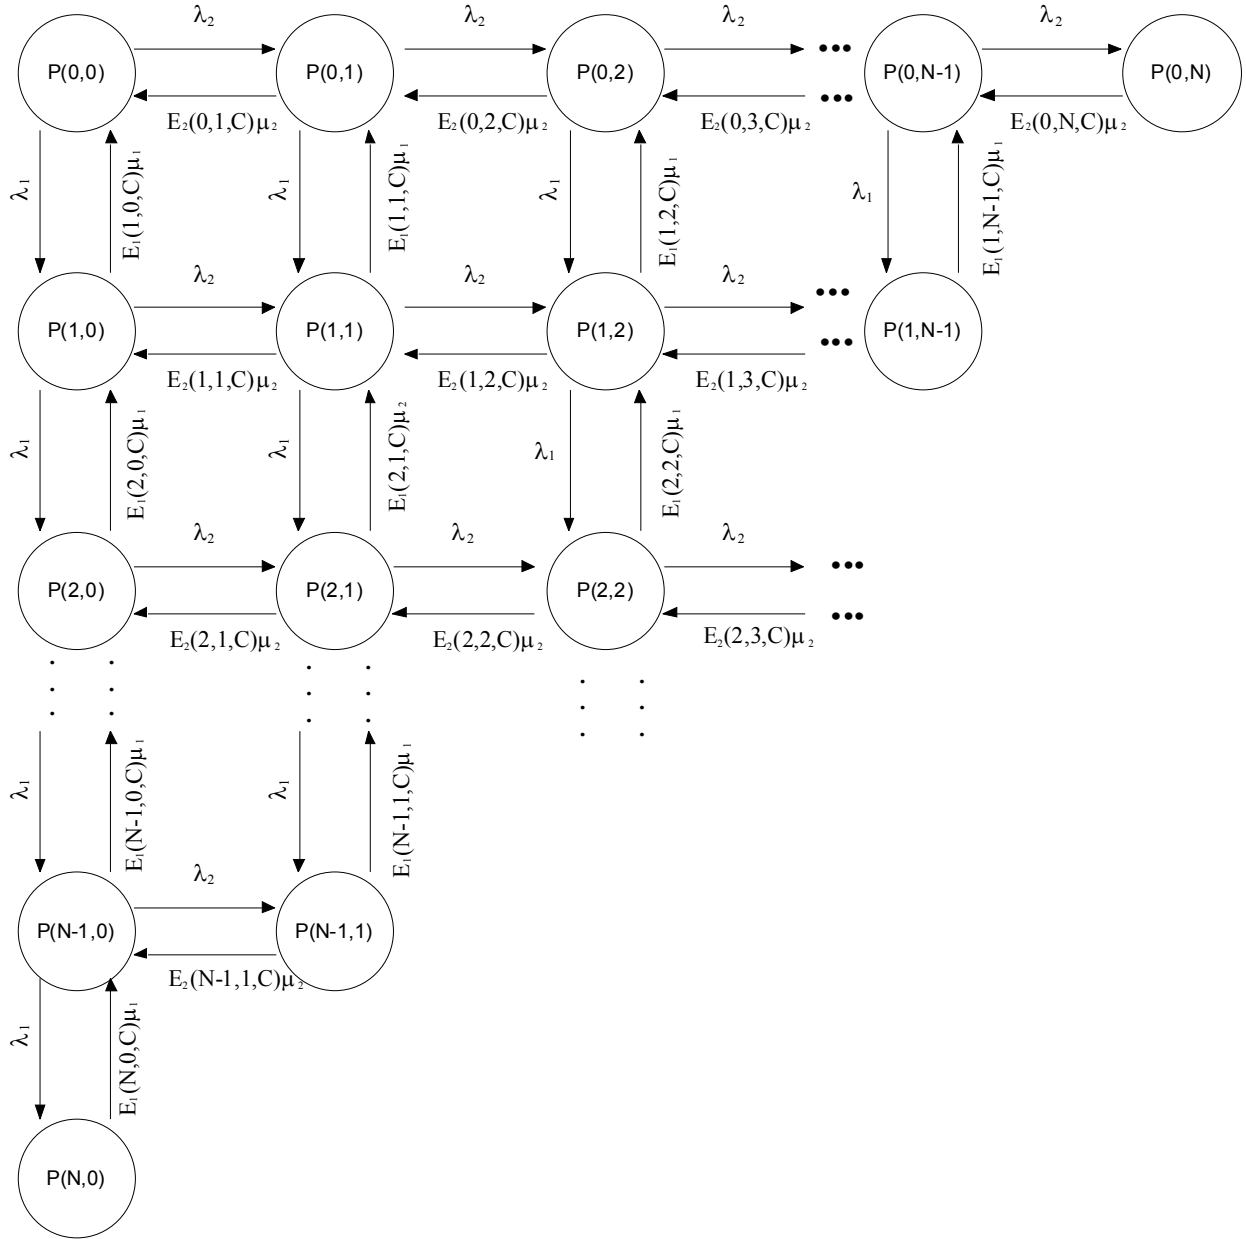 λ₂ λ₂ λ₂ λ₂
P(0,0) P(0,1) P(0,2) ••• P(0,N-1) P(0,N)
E₂(0,1,C)μ₂ E₂(0,2,C)μ₂ E₂(0,3,C)μ₂ ••• E₂(0,N,C)μ₂
λ₁ E₁(1,0,C)μ₁ λ₁ E₁(1,1,C)μ₁ λ₁ E₁(1,2,C)μ₁ λ₁ E₁(1,N-1,C)μ₁
λ₂ λ₂ λ₂ •••
P(1,0) P(1,1) P(1,2) ••• P(1,N-1)
E₂(1,1,C)μ₂ E₂(1,2,C)μ₂ E₂(1,3,C)μ₂
λ₁ E₁(2,0,C)μ₁ λ₁ E₁(2,1,C)μ₂ λ₁ E₁(2,2,C)μ₁
λ₂ λ₂ λ₂ •••
P(2,0) P(2,1) P(2,2) •••
E₂(2,1,C)μ₂ E₂(2,2,C)μ₂ E₂(2,3,C)μ₂
λ₁ E₁(N-1,0,C)μ₁ λ₁ E₁(N-1,1,C)μ₁
λ₂
P(N-1,0) P(N-1,1)
E₂(N-1,1,C)μ₂
λ₁ E₁(N,0,C)μ₁
P(N,0)